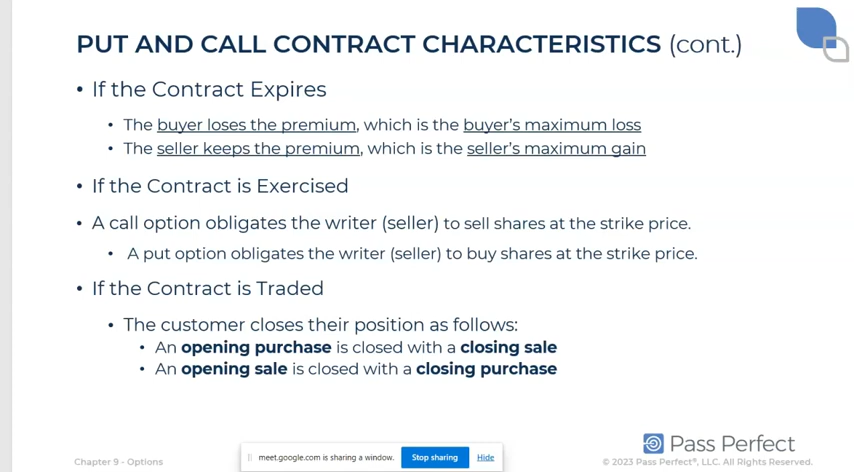 PUT AND CALL CONTRACT CHARACTERISTICS (cont.)
• If the Contract Expires
• The buyer loses the premium, which is the buyer's maximum loss
• The seller keeps the premium, which is the seller's maximum gain
• If the Contract is Exercised
• A call option obligates the writer (seller) to sell shares at the strike price.
• A put option obligates the writer (seller) to buy shares at the strike price.
• If the Contract is Traded
• The customer closes their position as follows:
• An opening purchase is closed with a closing sale
• An opening sale is closed with a closing purchase
Pass Perfect
Chapter 9 - Options
meet.google.com is sharing a window. Stop sharing Hide
© 2023 Pass Perfect®, LLC. All Rights Reserved.